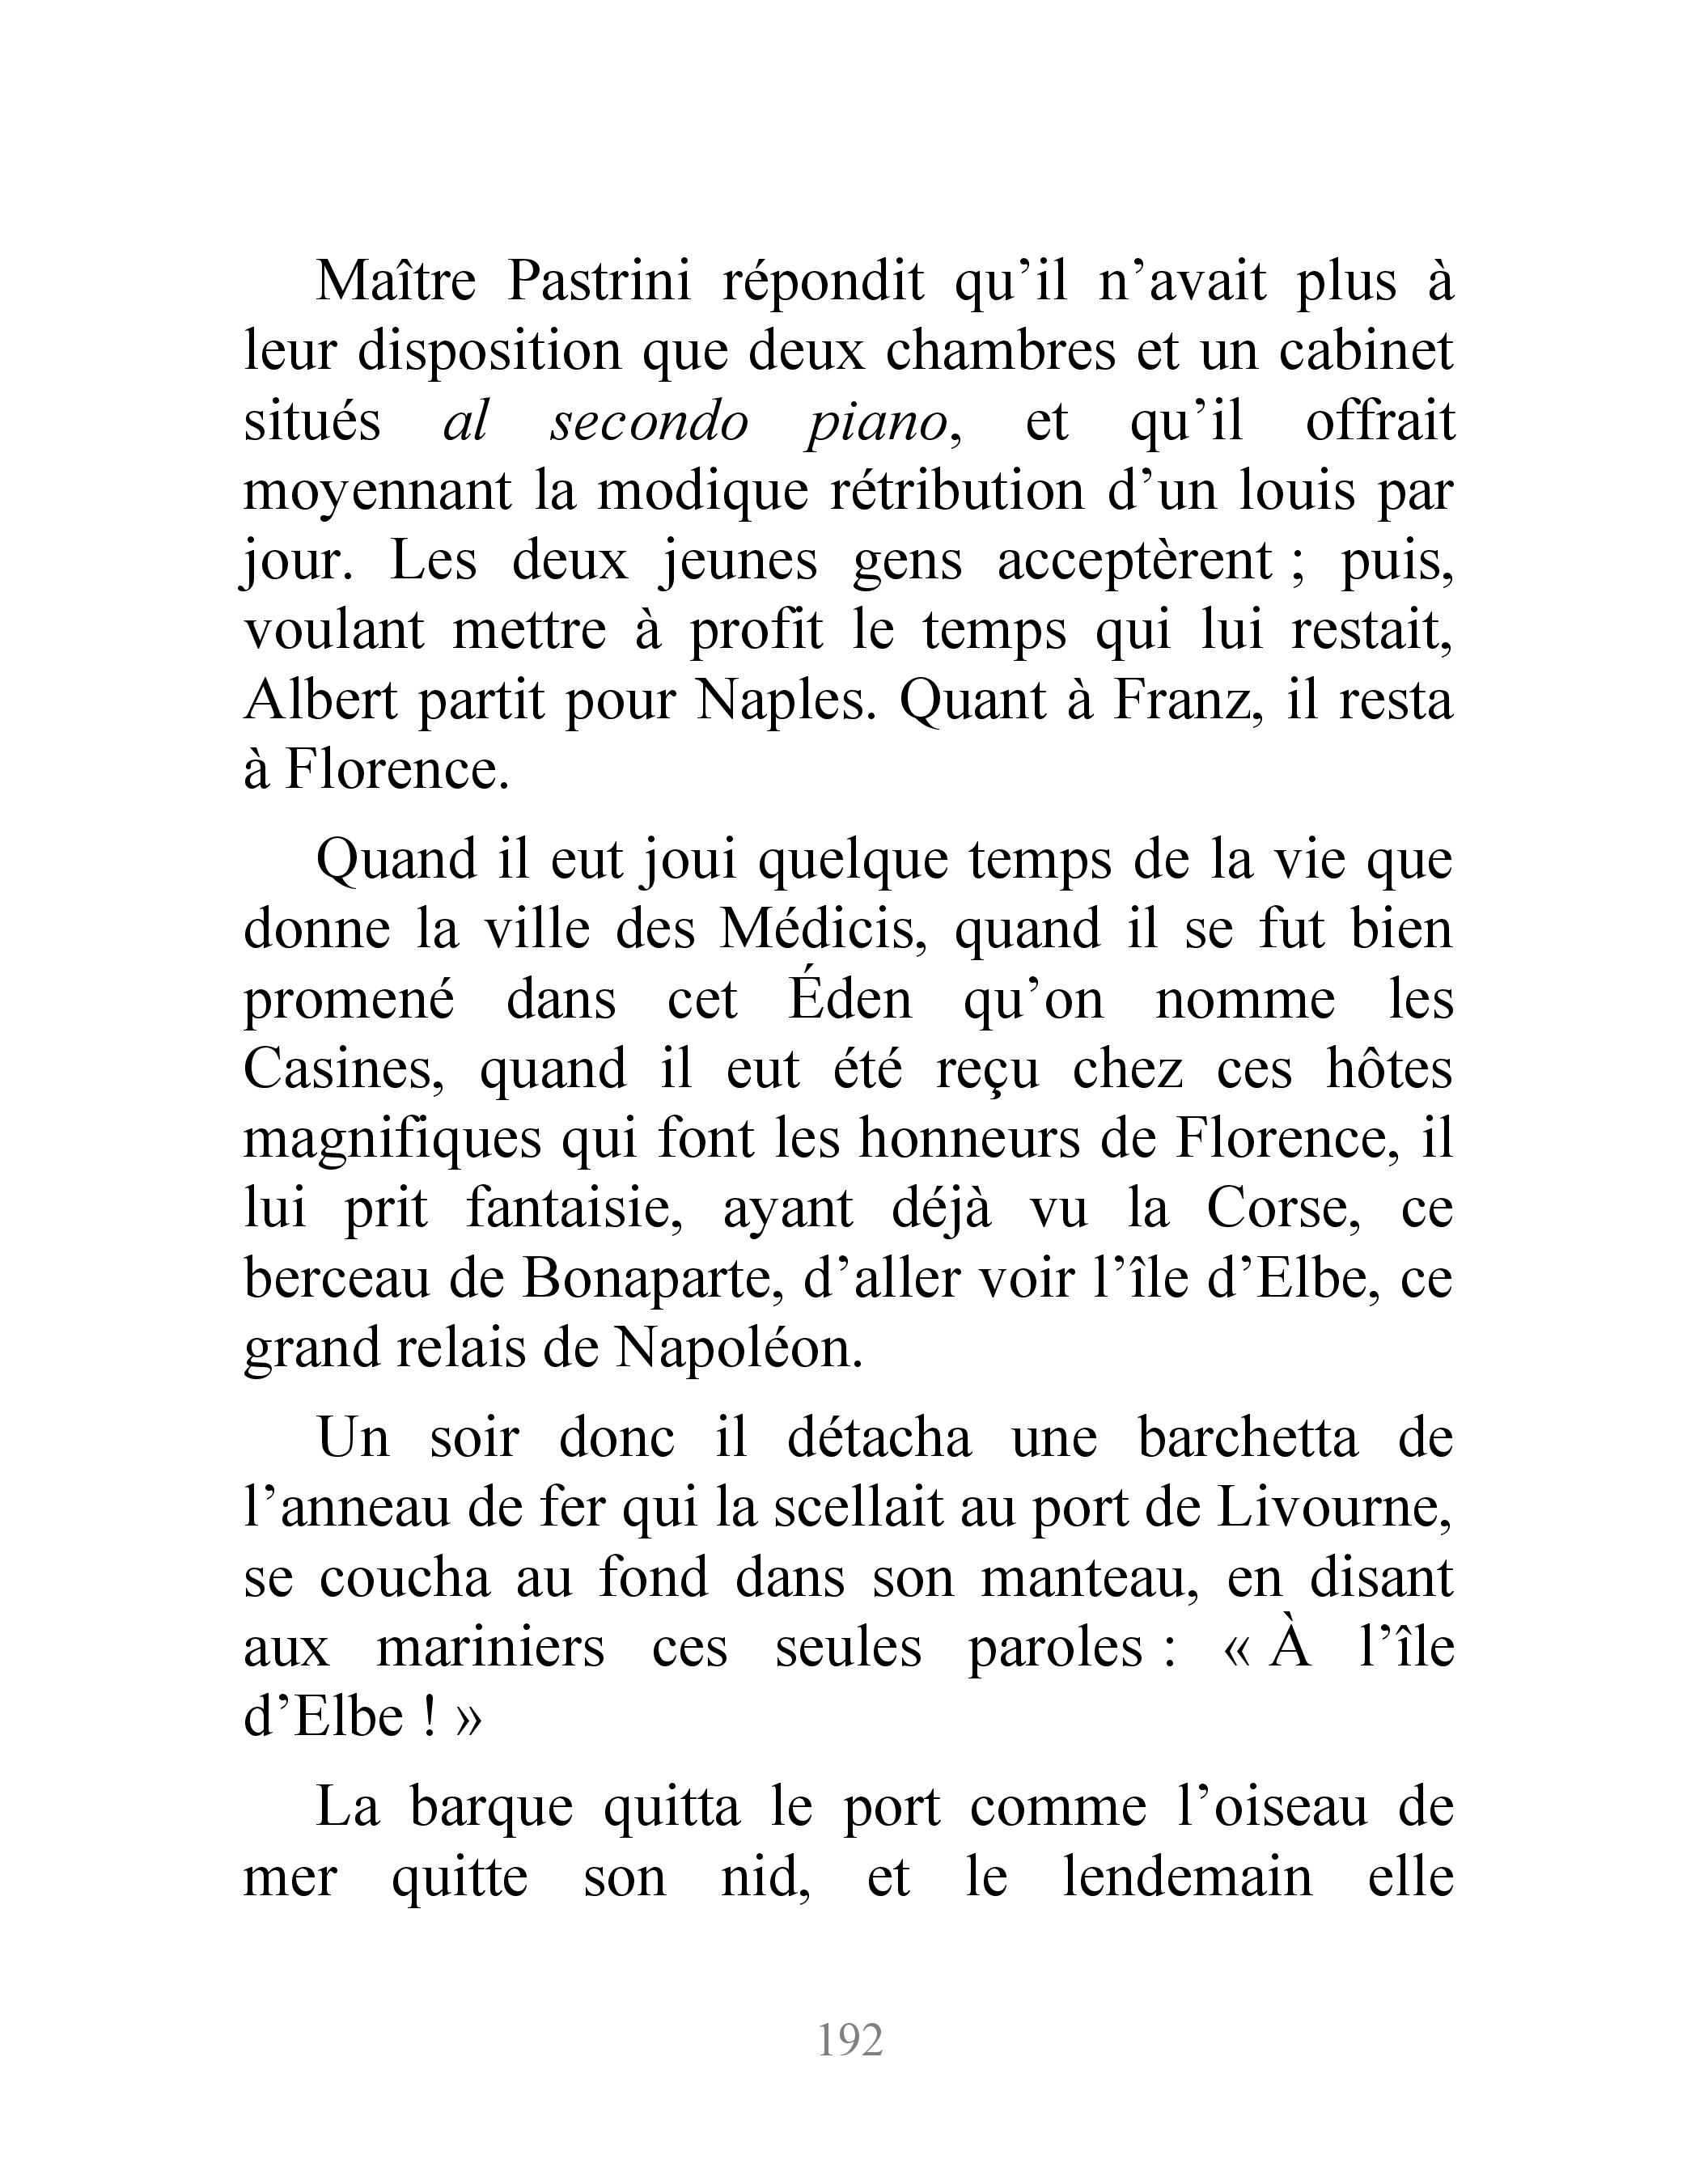 Maître Pastrini répondit qu’il n’avait plus à
leur disposition que deux chambres et un cabinet
situés al secondo piano, et qu’il offrait
moyennant la modique rétribution d’un louis par
jour. Les deux jeunes gens acceptèrent ; puis,
voulant mettre à profit le temps qui lui restait,
Albert partit pour Naples. Quant à Franz, il resta
à Florence.
Quand il eut joui quelque temps de la vie que
donne la ville des Médicis, quand il se fut bien
promené dans cet Éden qu’on nomme les
Casines, quand il eut été reçu chez ces hôtes
magnifiques qui font les honneurs de Florence, il
lui prit fantaisie, ayant déjà vu la Corse, ce
berceau de Bonaparte, d’aller voir l’île d’Elbe, ce
grand relais de Napoléon.
Un soir donc il détacha une barchetta de
l’anneau de fer qui la scellait au port de Livourne,
se coucha au fond dans son manteau, en disant
aux mariniers ces seules paroles : « À l’île
d’Elbe ! »
La barque quitta le port comme l’oiseau de
mer quitte son nid, et le lendemain elle
192